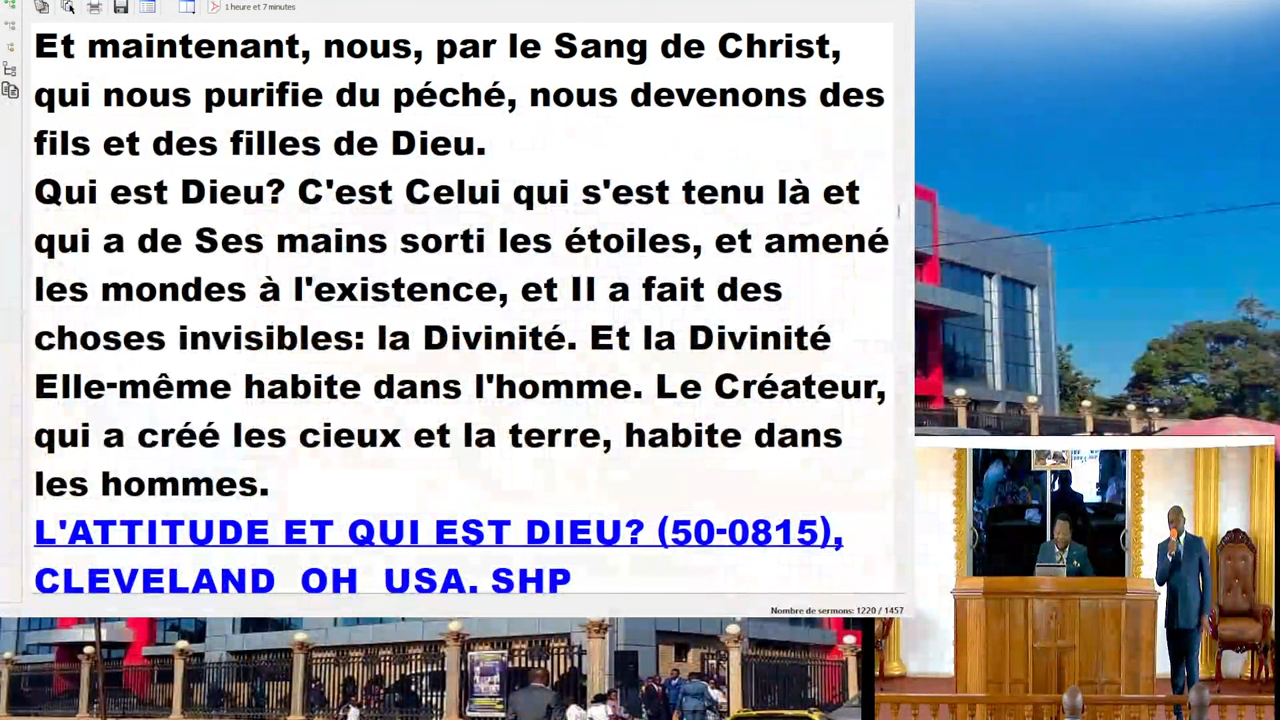 1 heure et 7 minutes
Et maintenant, nous, par le Sang de Christ,
qui nous purifie du péché, nous devenons des
fils et des filles de Dieu.
Qui est Dieu? C'est Celui qui s'est tenu là et
qui a de Ses mains sorti les étoiles, et amené
les mondes à l'existence, et Il a fait des
choses invisibles: la Divinité. Et la Divinité
Elle-même habite dans l'homme. Le Créateur,
qui a créé les cieux et la terre, habite dans
les hommes.
L'ATTITUDE ET QUI EST DIEU? (50-0815),
CLEVELAND OH USA. SHP
Nombre de sermons: 1220 / 1457